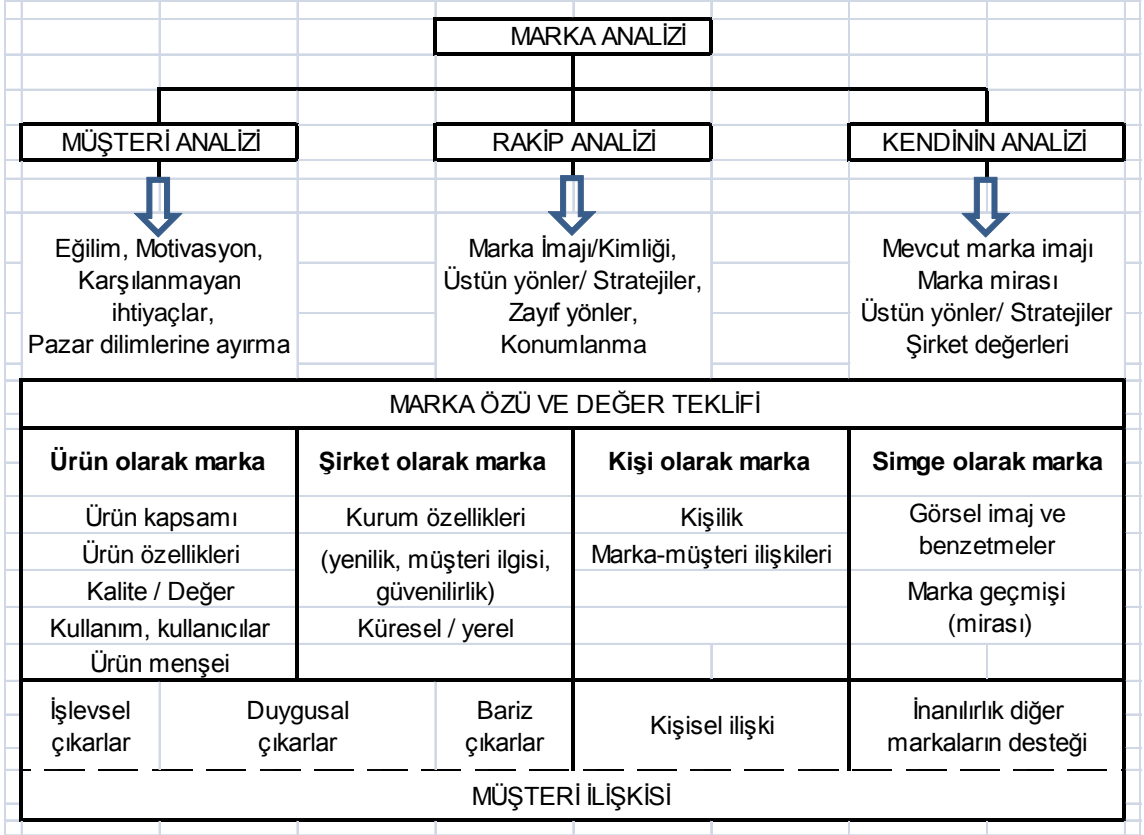 MARKA ANALİZİ
MÜŞTERİ ANALİZİ
RAKİP ANALİZİ
KENDİNİN ANALİZİ
Eğilim, Motivasyon,
Karşılanmayan
ihtiyaçlar,
Pazar dilimlerine ayırma
Marka İmajı/Kimliği,
Üstün yönler/ Stratejiler,
Zayıf yönler,
Konumlanma
Mevcut marka imajı
Marka mirası
Üstün yönler/ Stratejiler
Şirket değerleri
MARKA ÖZÜ VE DEĞER TEKLİFİ
Ürün olarak marka
Ürün kapsamı
Ürün özellikleri
Kalite / Değer
Kullanım, kullanıcılar
Ürün menşei
Şirket olarak marka
Kurum özellikleri
(yenilik, müşteri ilgisi,
güvenilirlik)
Küresel / yerel
Kişi olarak marka
Kişilik
Marka-müşteri ilişkileri
Simge olarak marka
Görsel imaj ve
benzetmeler
Marka geçmişi
(mirası)
İşlevsel
çıkarlar
Duygusal
çıkarlar
Bariz
çıkarlar
Kişisel ilişki
İnanılırlık diğer
markaların desteği
MÜŞTERİ İLİŞKİSİ